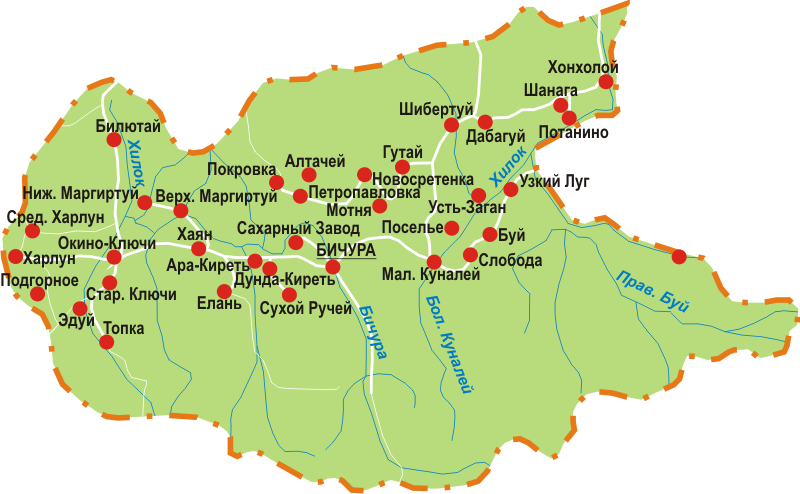 Хонхолой
Шанага
Шибертуй
Потанино
Дабагуй
Билютай
Хилок
Гутай
Алтачей
Покровка
Хилок
Новосретенка
Узкий Луг
Ниж. Маргиртуй
Верх. Маргиртуй
Петропавловка
Мотня
Усть-Заган
Сред. Харлун
Хаян
Сахарный Завод
Поселье
Буй
Окино-Ключи
БИЧУРА
Харлун
Ара-Киреть
Слобода
Мал. Куналей
Подгорное
Дунда-Киреть
Прав. Буй
Стар. Ключи
Елань
Сухой Ручей
Эдуй
Топка
Бичура
Бол. Куналей